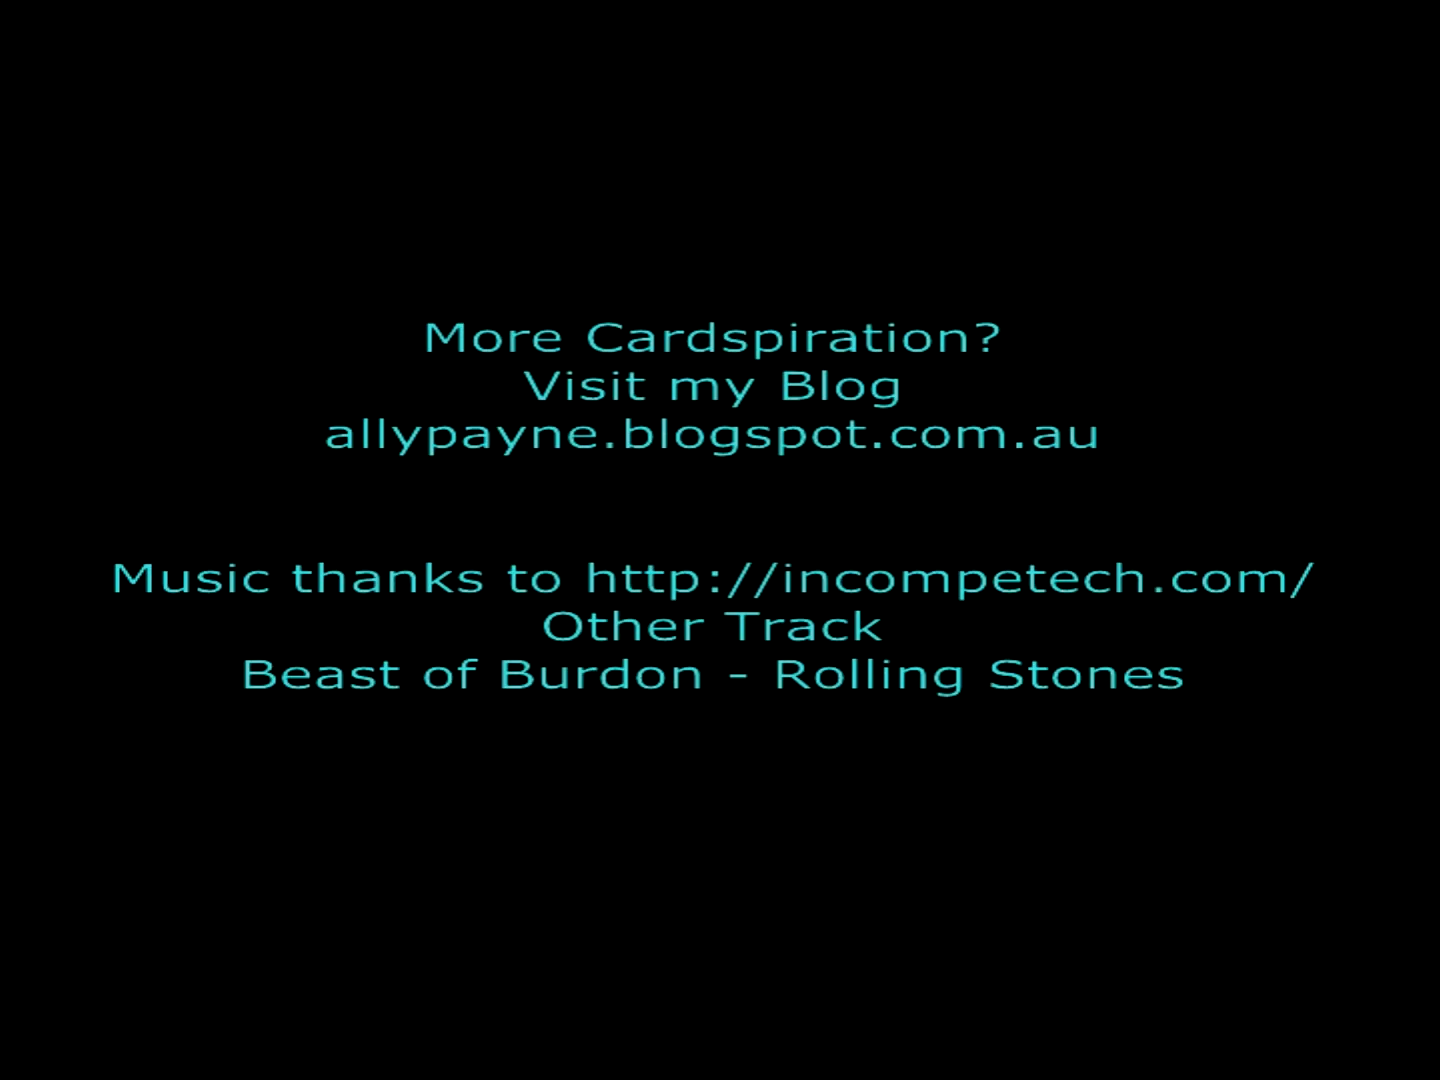 More Cardspiration?
Visit my Blog
allypayne.blogspot.com.au
Music thanks to http://incompetech.com/
Other Track
Beast of Burdon - Rolling Stones